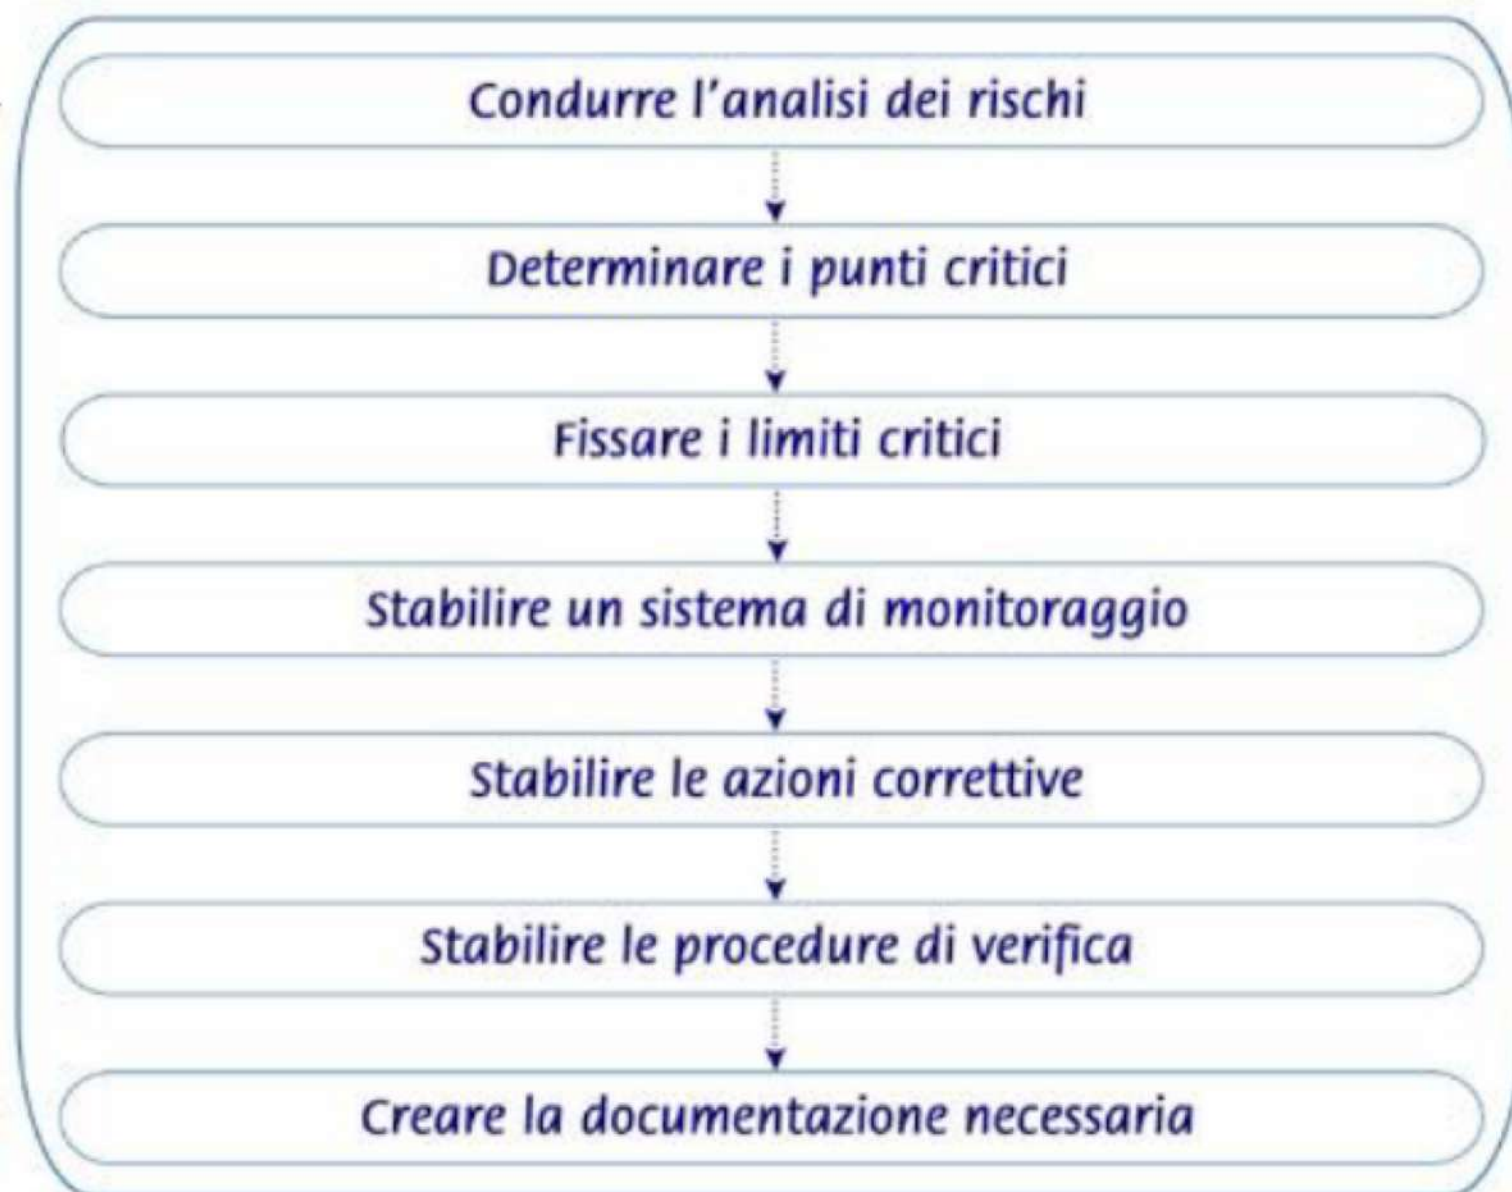 Condurre l'analisi dei rischi
Determinare i punti critici
Fissare i limiti critici
Stabilire un sistema di monitoraggio
Stabilire le azioni correttive
Stabilire le procedure di verifica
Creare la documentazione necessaria